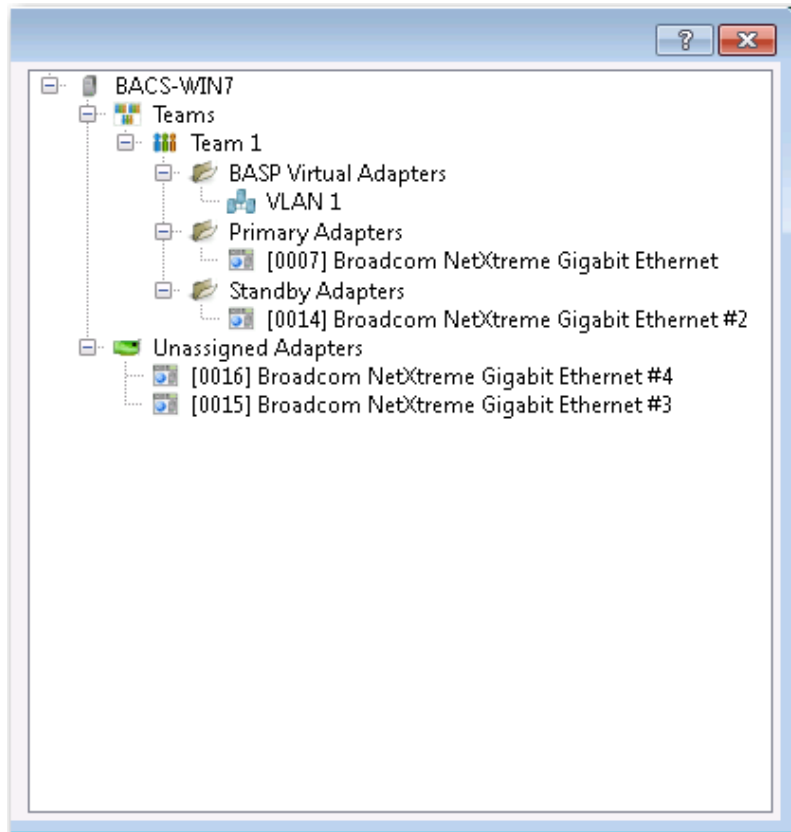 ?
BACS-WIN7
Teams
Team 1
BASP Virtual Adapters
VLAN 1
Primary Adapters
[0007] Broadcom NetXtreme Gigabit Ethernet
Standby Adapters
[0014] Broadcom NetXtreme Gigabit Ethernet #2
Unassigned Adapters
[0016] Broadcom NetXtreme Gigabit Ethernet #4
[0015] Broadcom NetXtreme Gigabit Ethernet #3